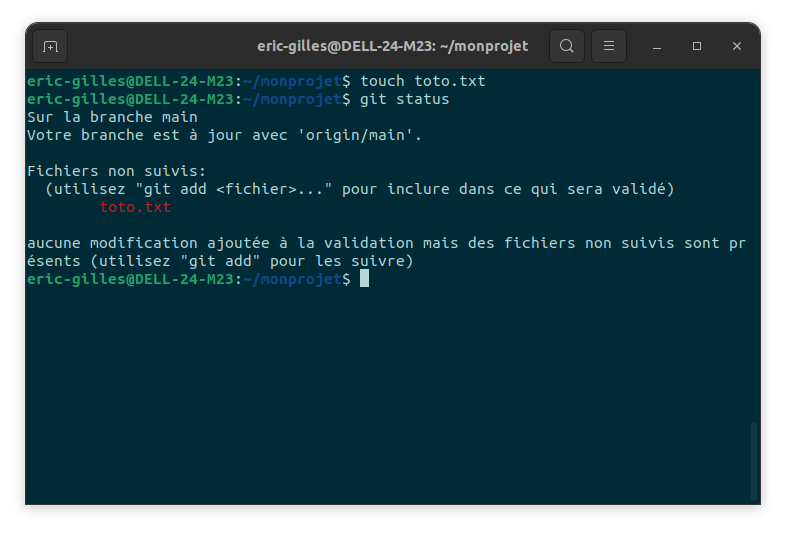 eric-gilles@DELL-24-M23: ~/monprojet
eric-gilles@DELL-24-M23:~/monprojet$ touch toto.txt
eric-gilles@DELL-24-M23:~/monprojet$ git status
Sur la branche main
Votre branche est à jour avec 'origin/main'.

Fichiers non suivis:
  (utilisez "git add <fichier>..." pour inclure dans ce qui sera validé)
        toto.txt

aucune modification ajoutée à la validation mais des fichiers non suivis sont pr
ésents (utilisez "git add" pour les suivre)
eric-gilles@DELL-24-M23:~/monprojet$